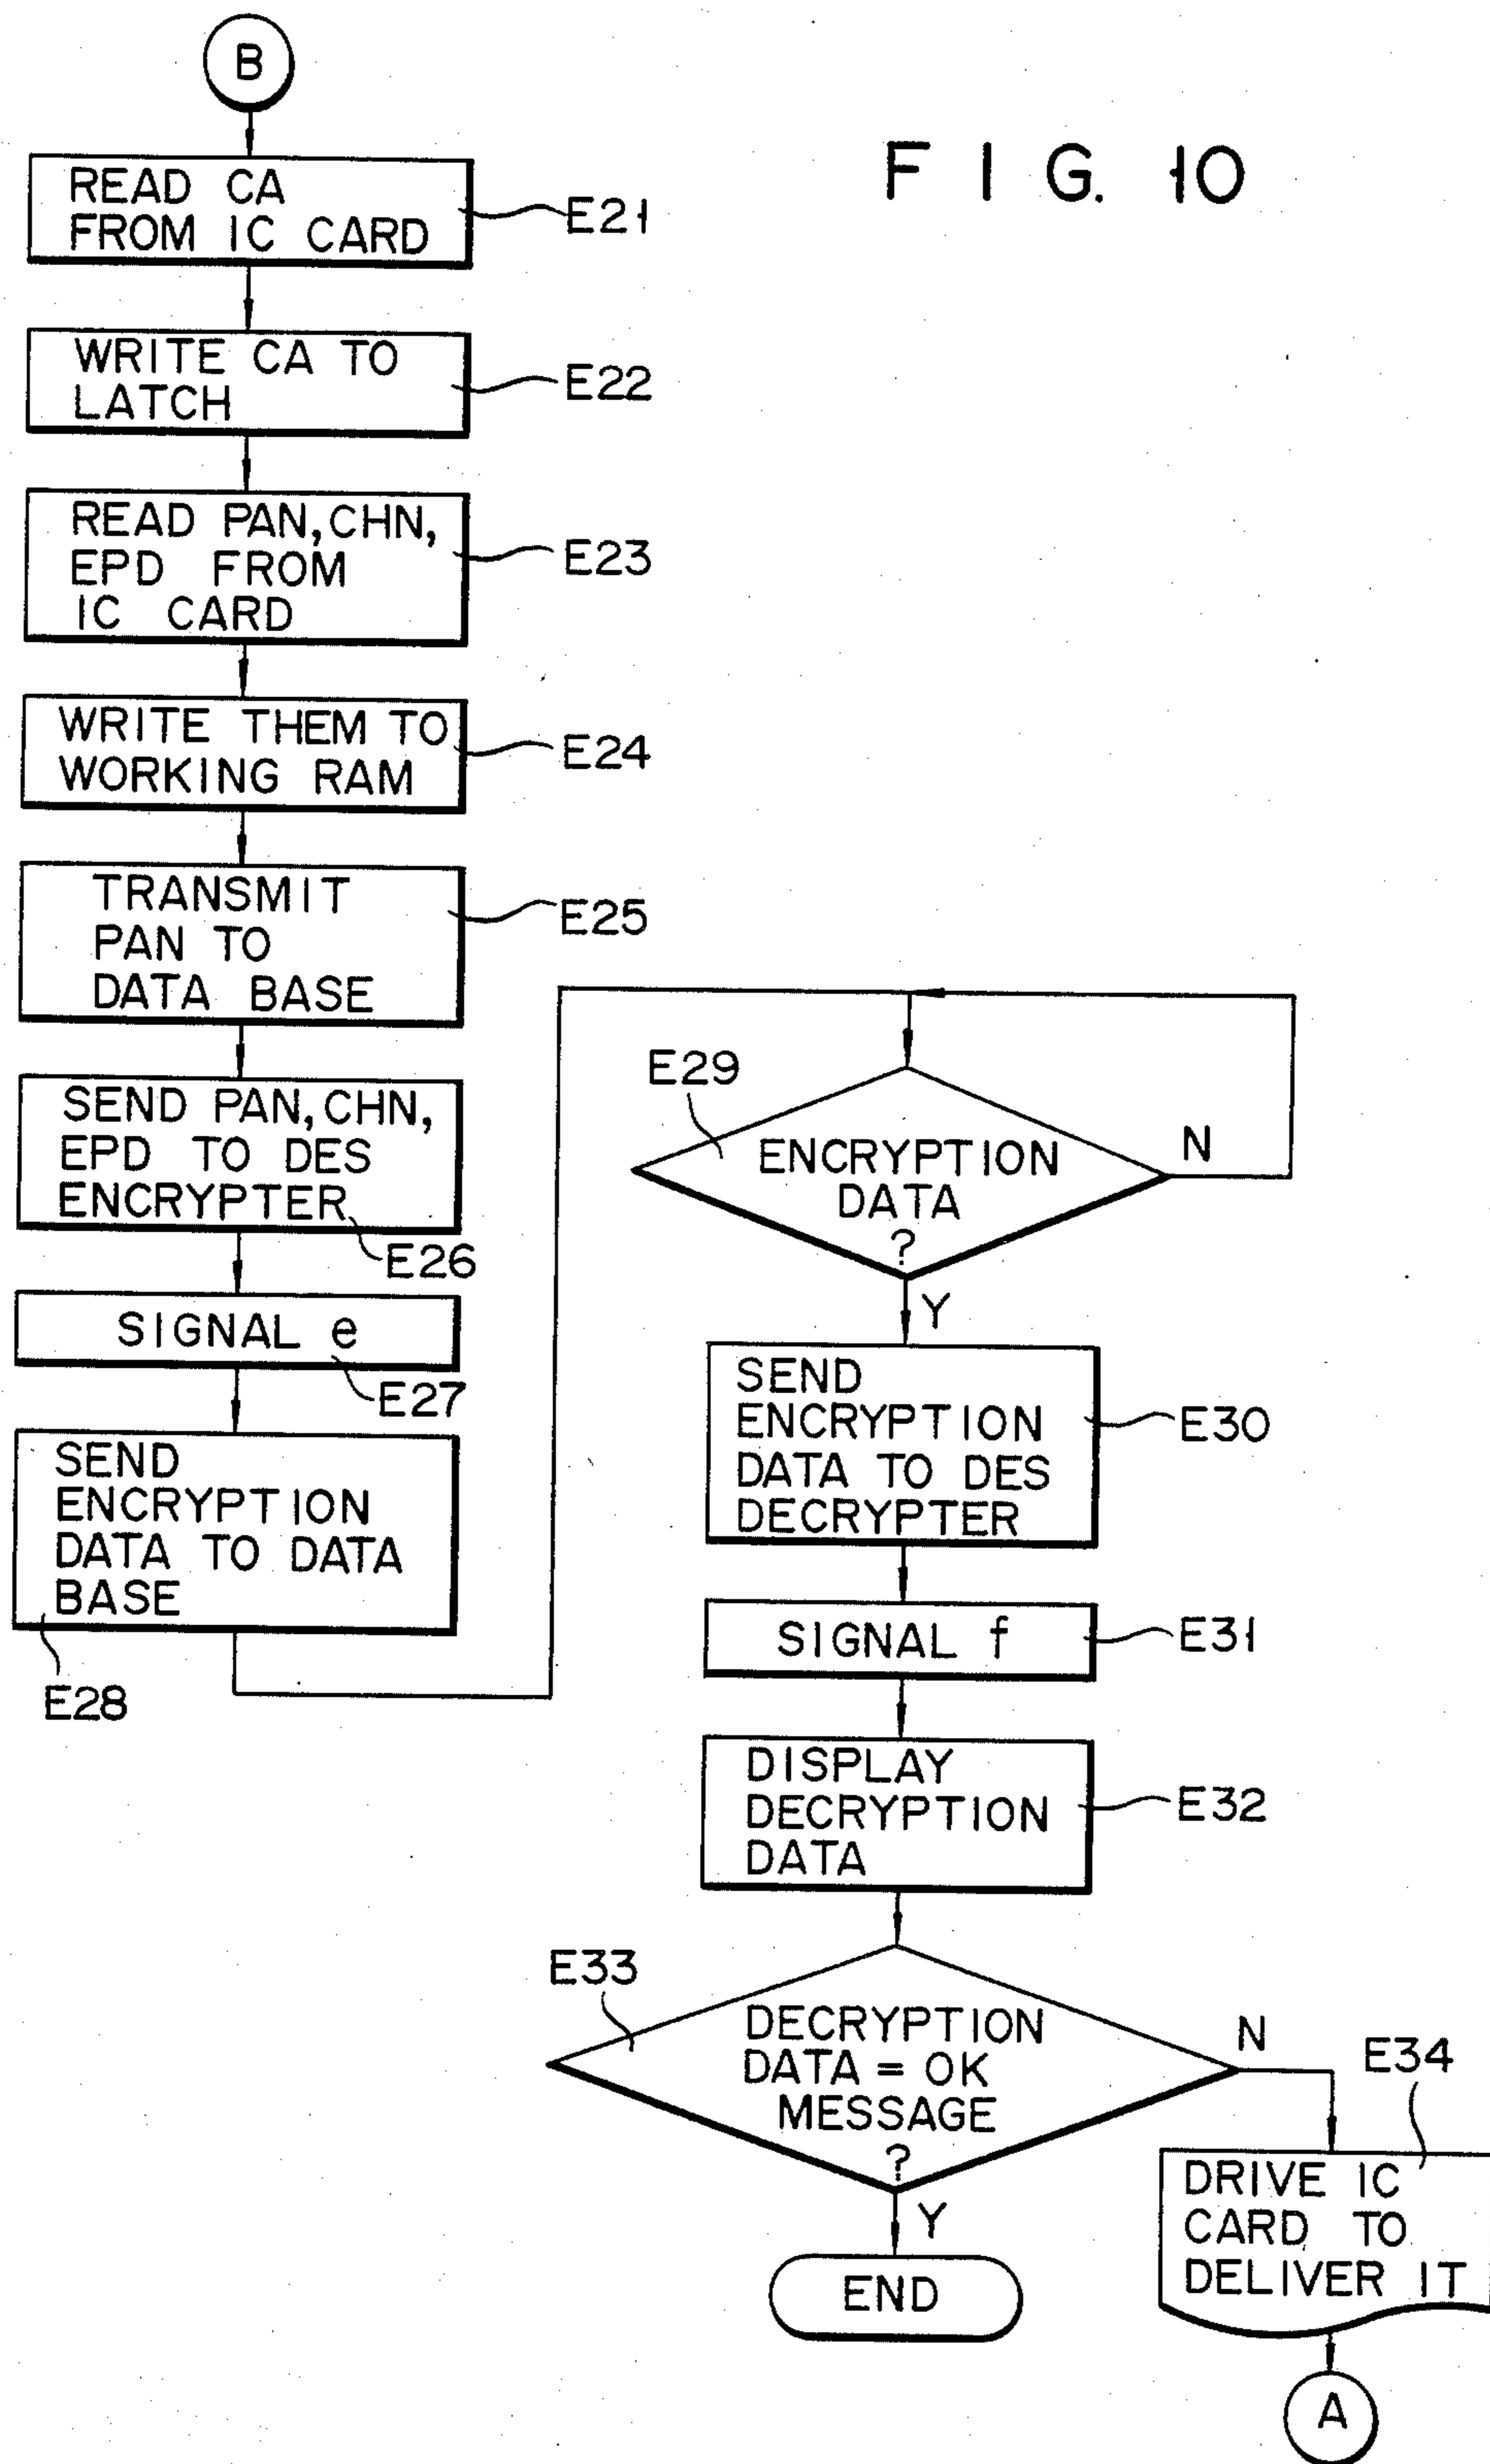 B
FIG. 10
READ CA
FROM IC CARD
E21
WRITE CA TO
LATCH
E22
READ PAN, CHN,
EPD FROM
IC CARD
E23
WRITE THEM TO
WORKING RAM
E24
TRANSMIT
PAN TO
DATA BASE
E25
SEND PAN, CHN,
EPD TO DES
ENCRYPTER
E26
SIGNAL e
E27
SEND
ENCRYPTION
DATA TO DATA
BASE
E28
E29
ENCRYPTION
DATA
?
N
Y
SEND
ENCRYPTION
DATA TO DES
DECRYPTER
E30
SIGNAL f
E31
DISPLAY
DECRYPTION
DATA
E32
E33
DECRYPTION
DATA = OK
MESSAGE
?
N
Y
END
E34
DRIVE IC
CARD TO
DELIVER IT
A